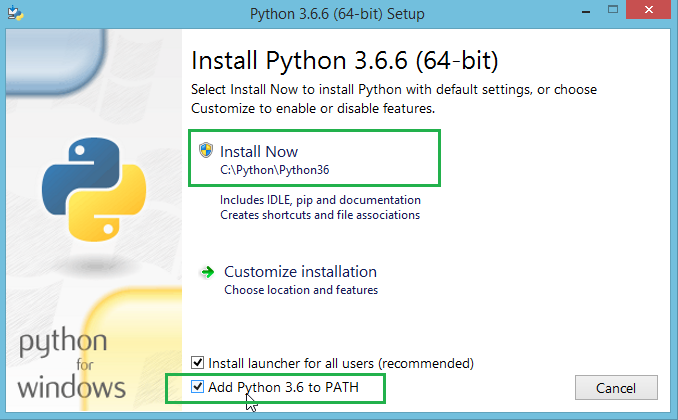 Python 3.6.6 (64-bit) Setup
Install Python 3.6.6 (64-bit)
Select Install Now to install Python with default settings, or choose
Customize to enable or disable features.
Install Now
C:\Python\Python36
Includes IDLE, pip and documentation
Creates shortcuts and file associations
Customize installation
Choose location and features
python
for
windows
Install launcher for all users (recommended)
Add Python 3.6 to PATH
Cancel